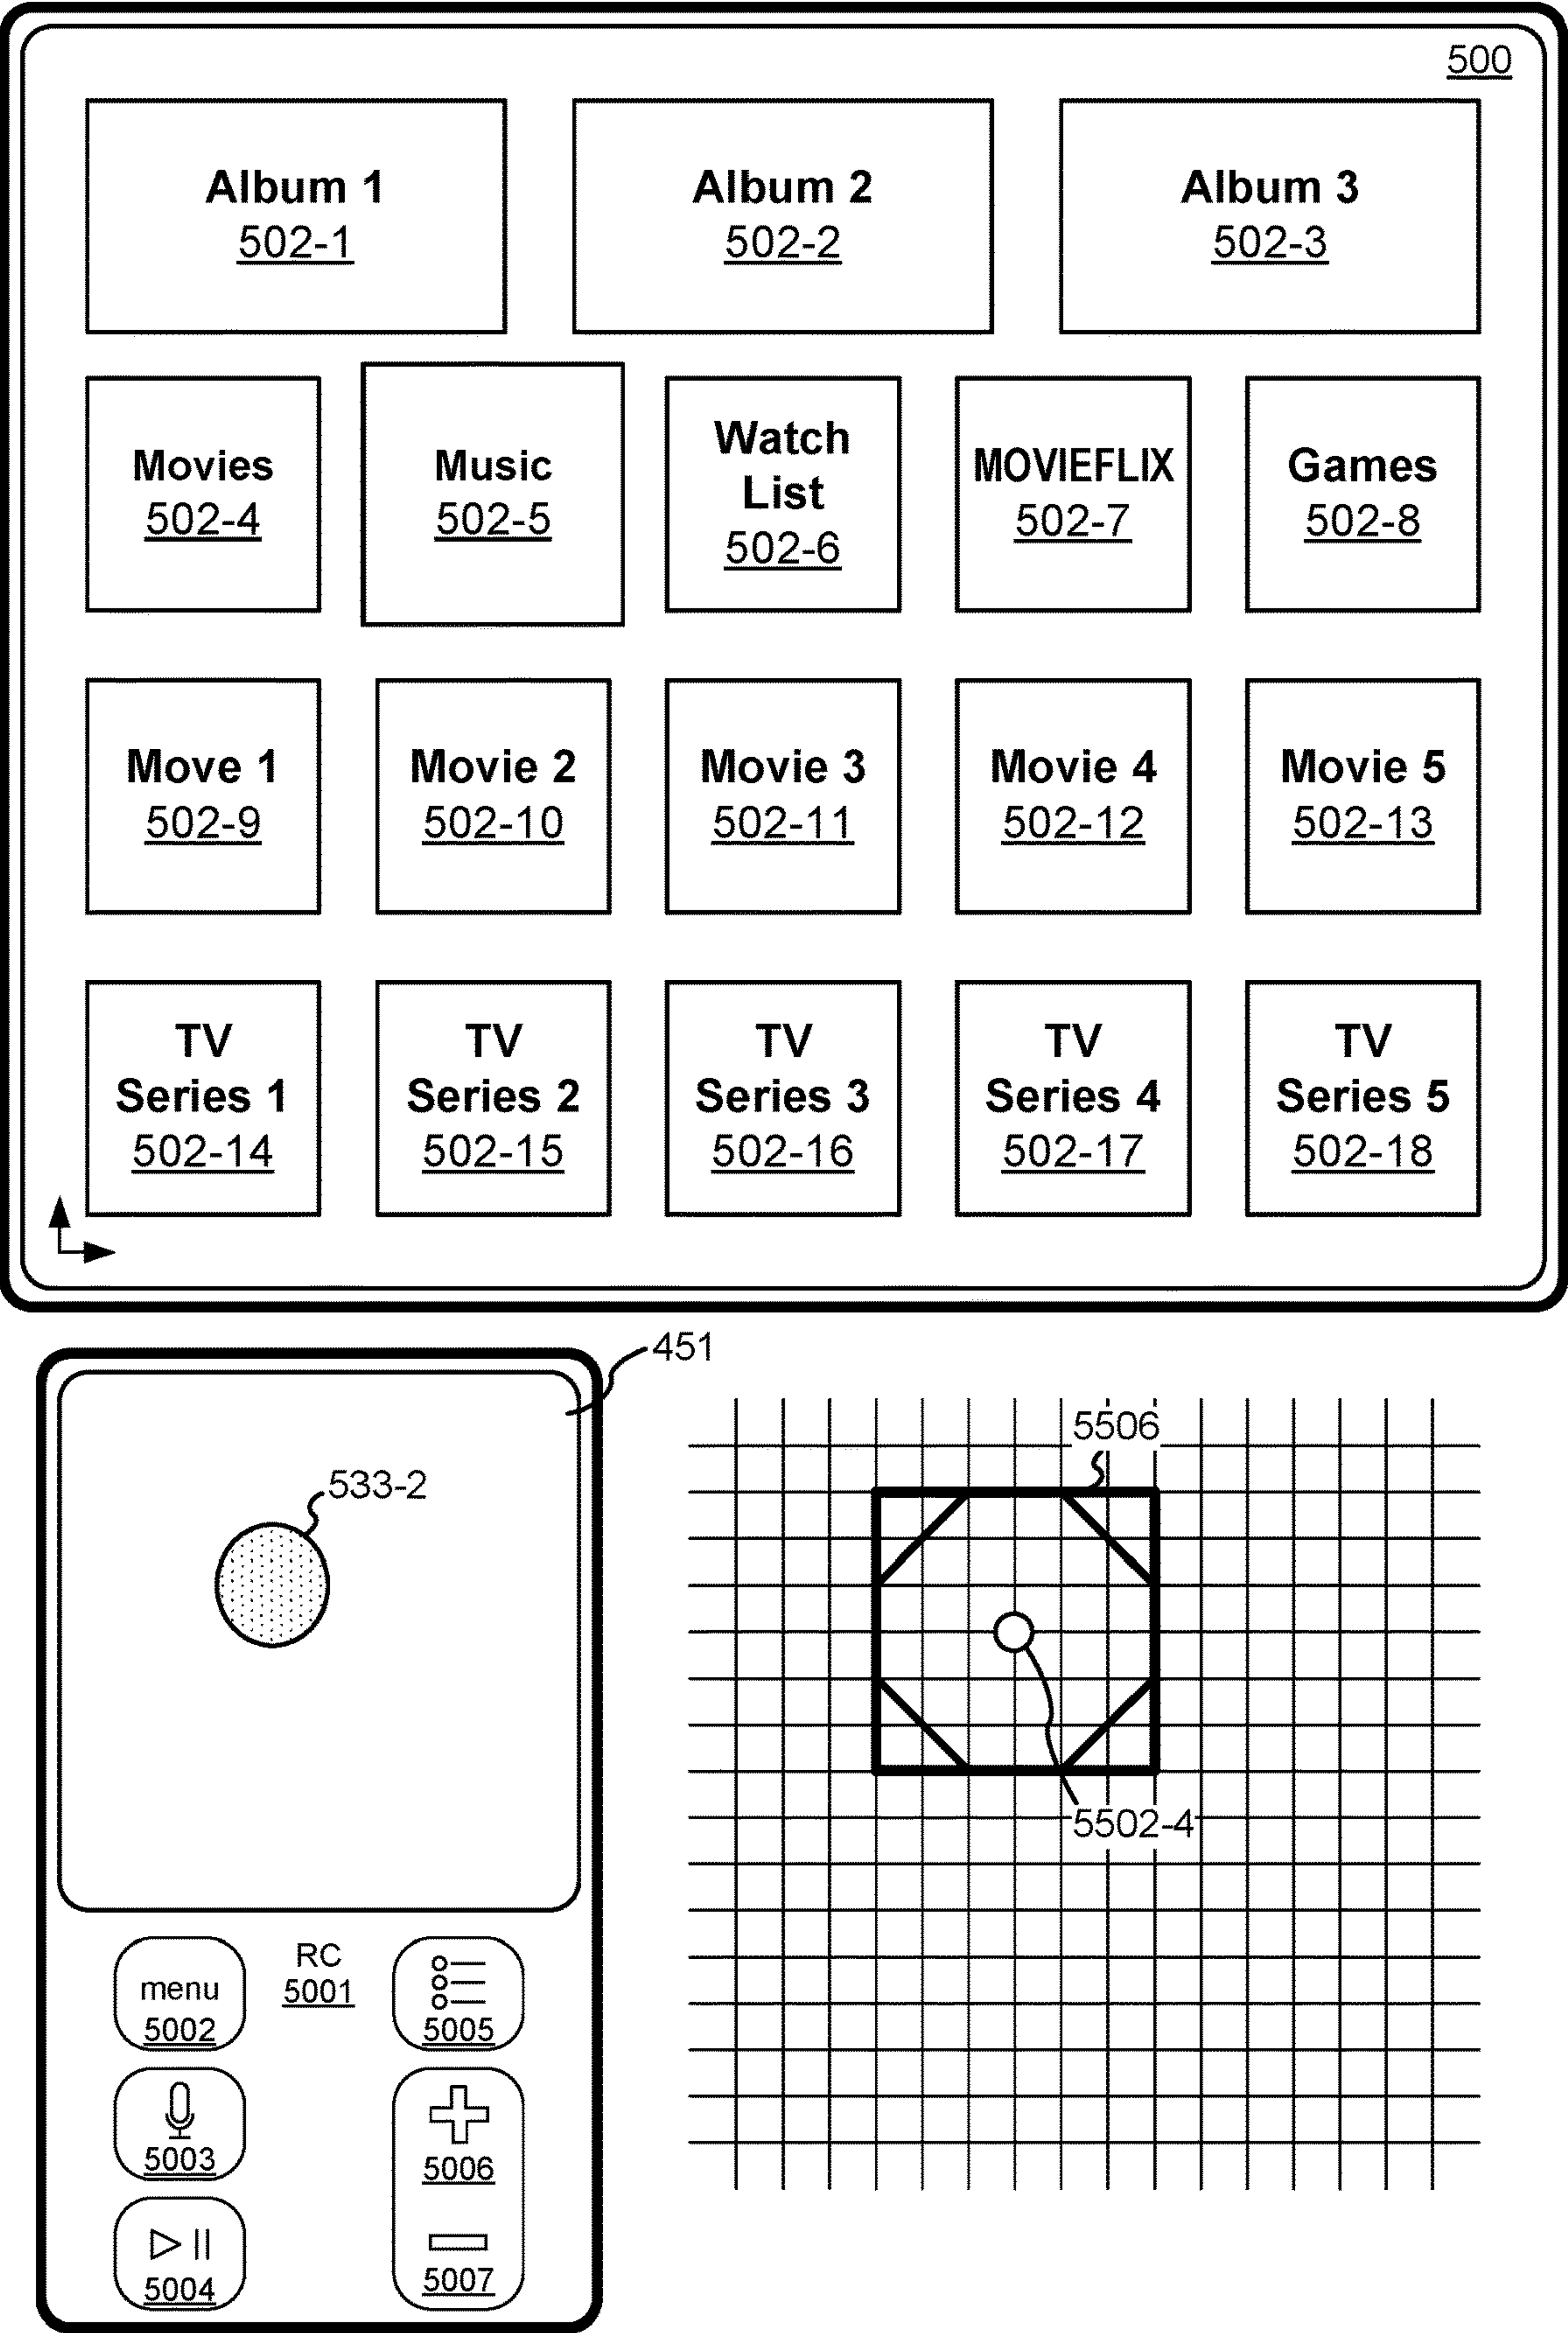 500
Album 1
502-1
Album 2
502-2
Album 3
502-3
Movies
502-4
Music
502-5
Watch
List
502-6
MOVIEFLIX
502-7
Games
502-8
Move 1
502-9
Movie 2
502-10
Movie 3
502-11
Movie 4
502-12
Movie 5
502-13
TV
Series 1
502-14
TV
Series 2
502-15
TV
Series 3
502-16
TV
Series 4
502-17
TV
Series 5
502-18
451
533-2
RC
5001
menu
5002
5005
5003
5006
5004
5007
5506
5502-4